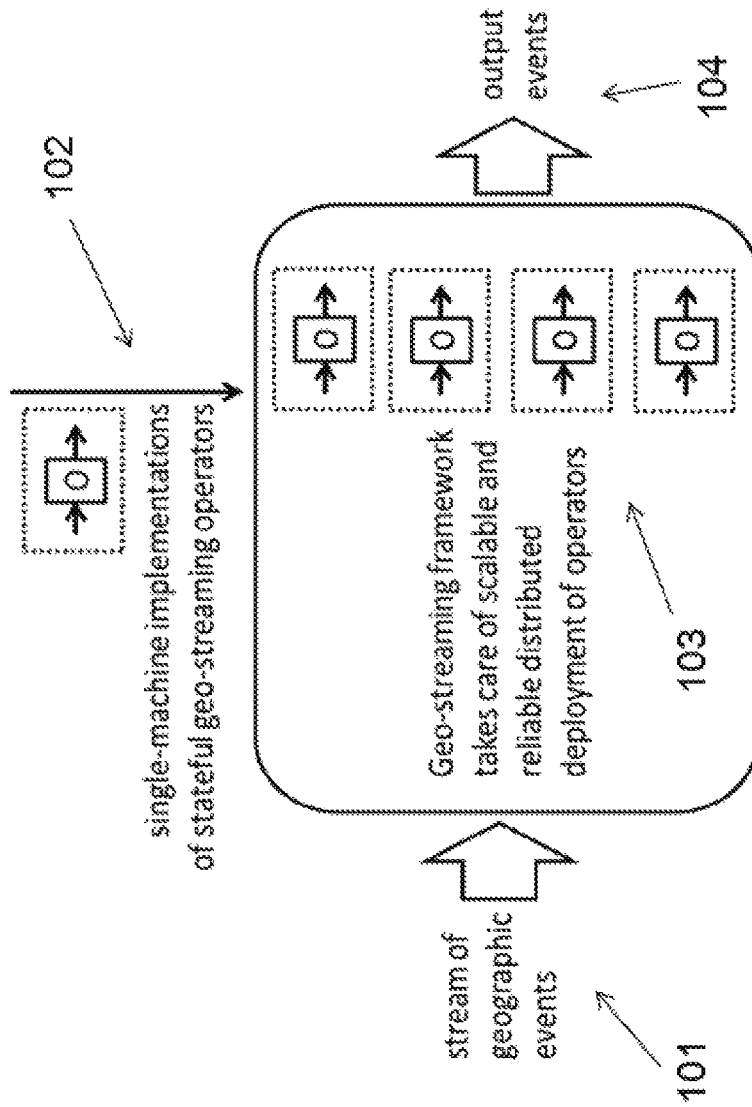 102
O
single-machine implementations
of stateful geo-streaming operators
stream of
geographic
events
101
Geo-streaming framework
takes care of scalable and
reliable distributed
deployment of operators
103
O
O
O
O
output
events
104